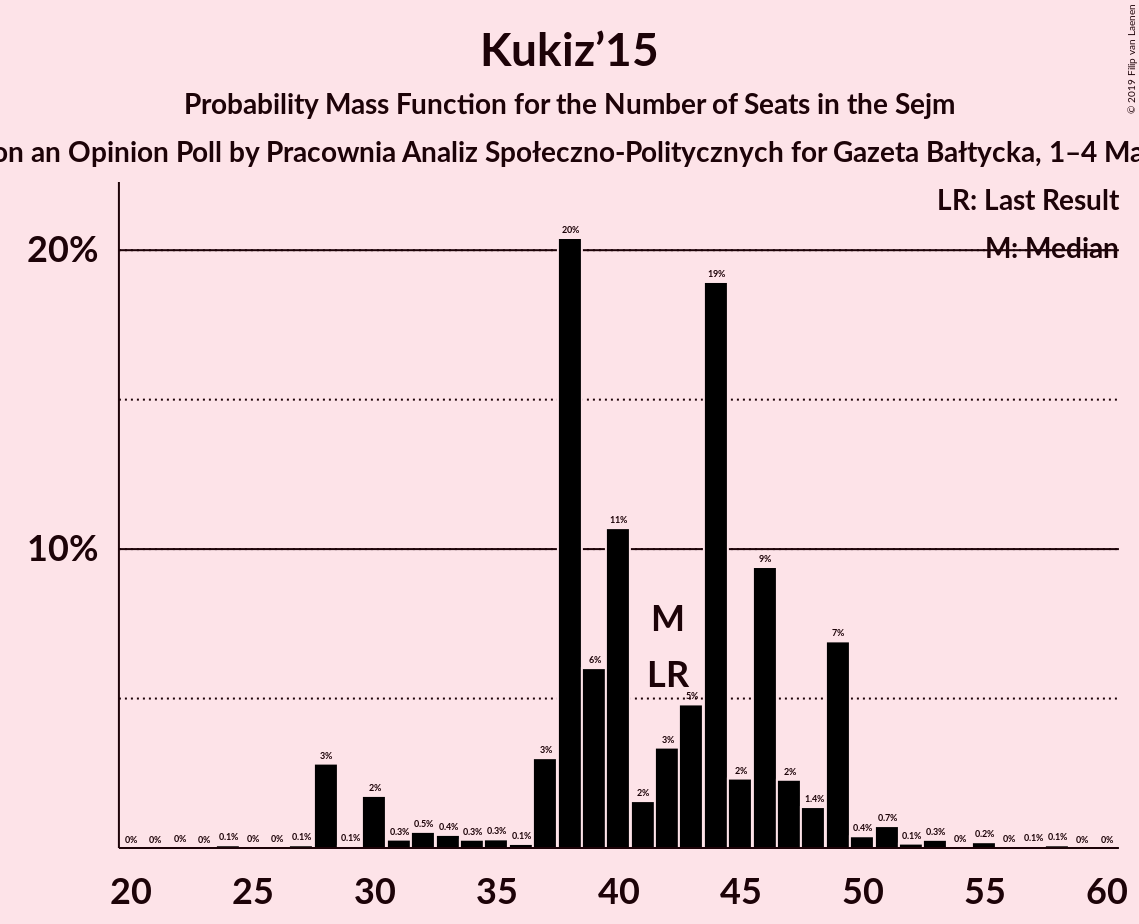 Kukiz’15
Probability Mass Function for the Number of Seats in the Sejm
on an Opinion Poll by Pracownia Analiz Społeczno-Politycznych for Gazeta Bałtycka, 1–4 Ma
© 2019 Filip van Laenen
LR: Last Result
M: Median
20%
10%
0% 0% 0% 0% 0.1% 0% 0% 0.1% 3% 0.1% 2% 0.3% 0.5% 0.4% 0.3% 0.3% 0.1% 3% 20% 6% 11% 2% 3% 5% 19% 2% 9% 2% 1.4% 7% 0.4% 0.7% 0.1% 0.3% 0% 0.2% 0% 0.1% 0.1% 0% 0%
M
LR
20 25 30 35 40 45 50 55 60